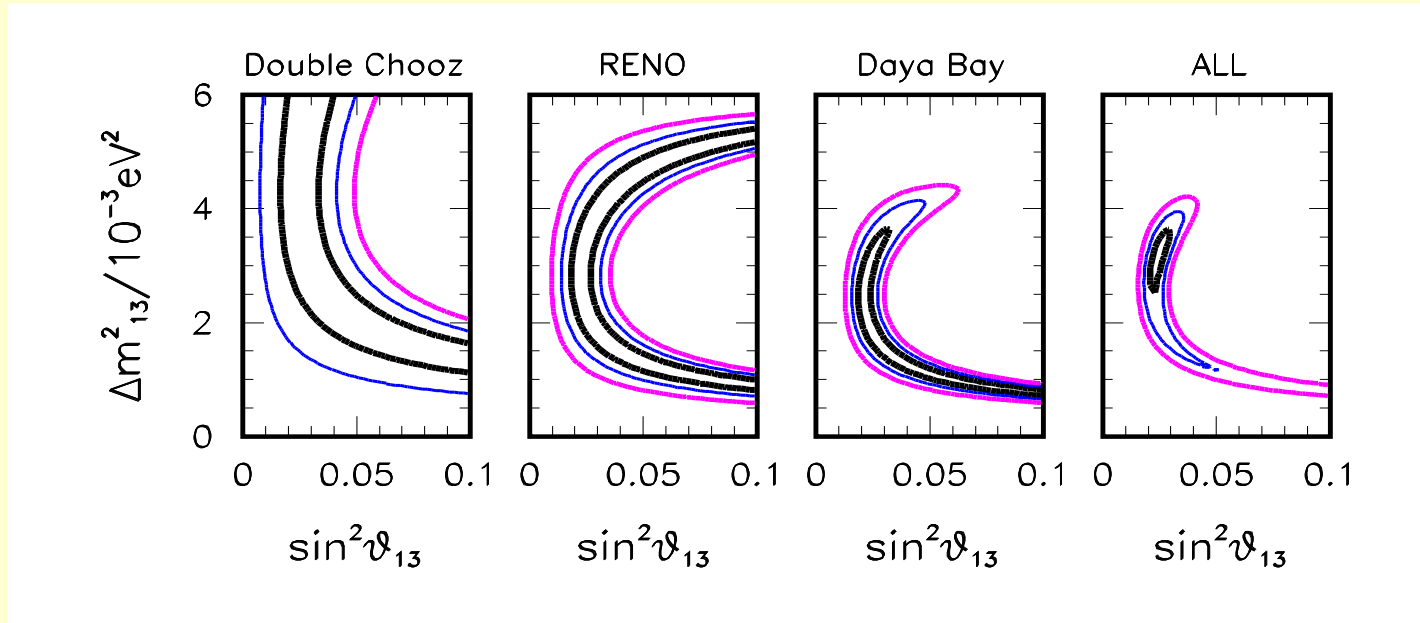 Double Chooz RENO Daya Bay ALL
6
4
2
0
Δm²₁₃/10⁻³eV²
0 0.05 0.1 0 0.05 0.1 0 0.05 0.1 0 0.05 0.1
sin²ϑ₁₃ sin²ϑ₁₃ sin²ϑ₁₃ sin²ϑ₁₃